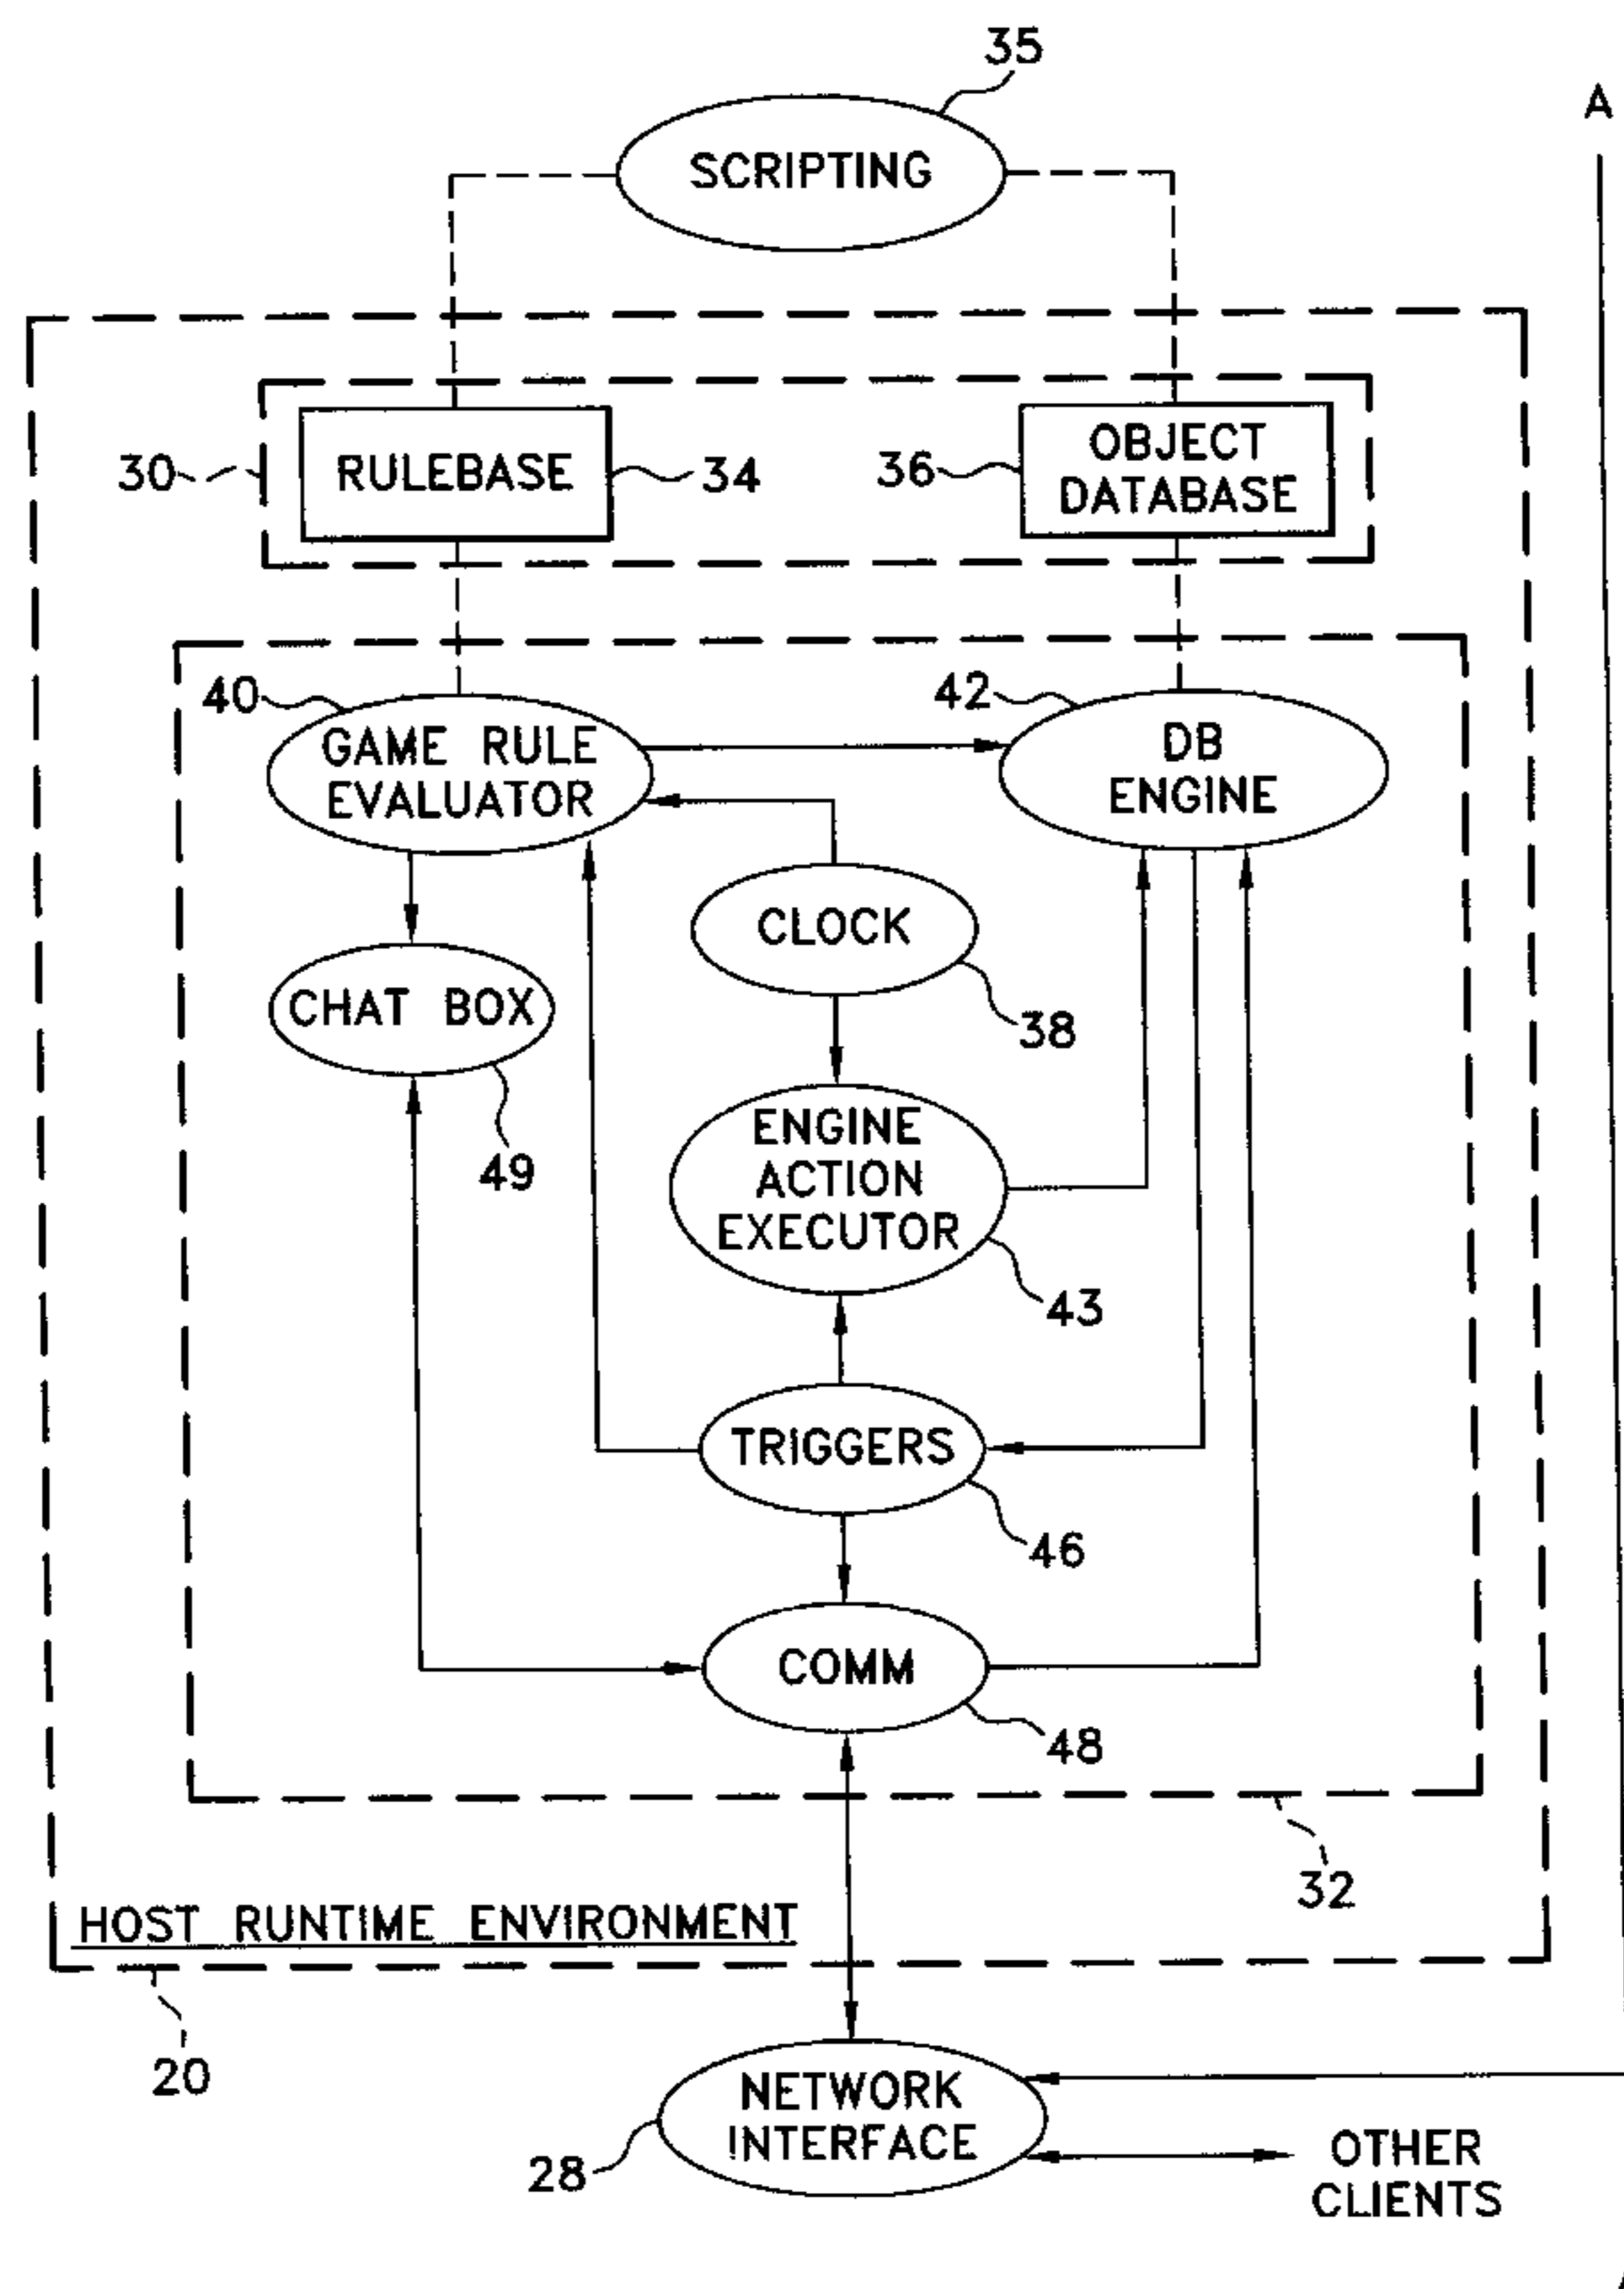 35
A
SCRIPTING
30
RULEBASE
34
36
OBJECT
DATABASE
40
GAME RULE
EVALUATOR
42
DB
ENGINE
CLOCK
38
CHAT BOX
49
ENGINE
ACTION
EXECUTOR
43
TRIGGERS
46
COMM
48
32
HOST RUNTIME ENVIRONMENT
20
NETWORK
INTERFACE
28
OTHER
CLIENTS